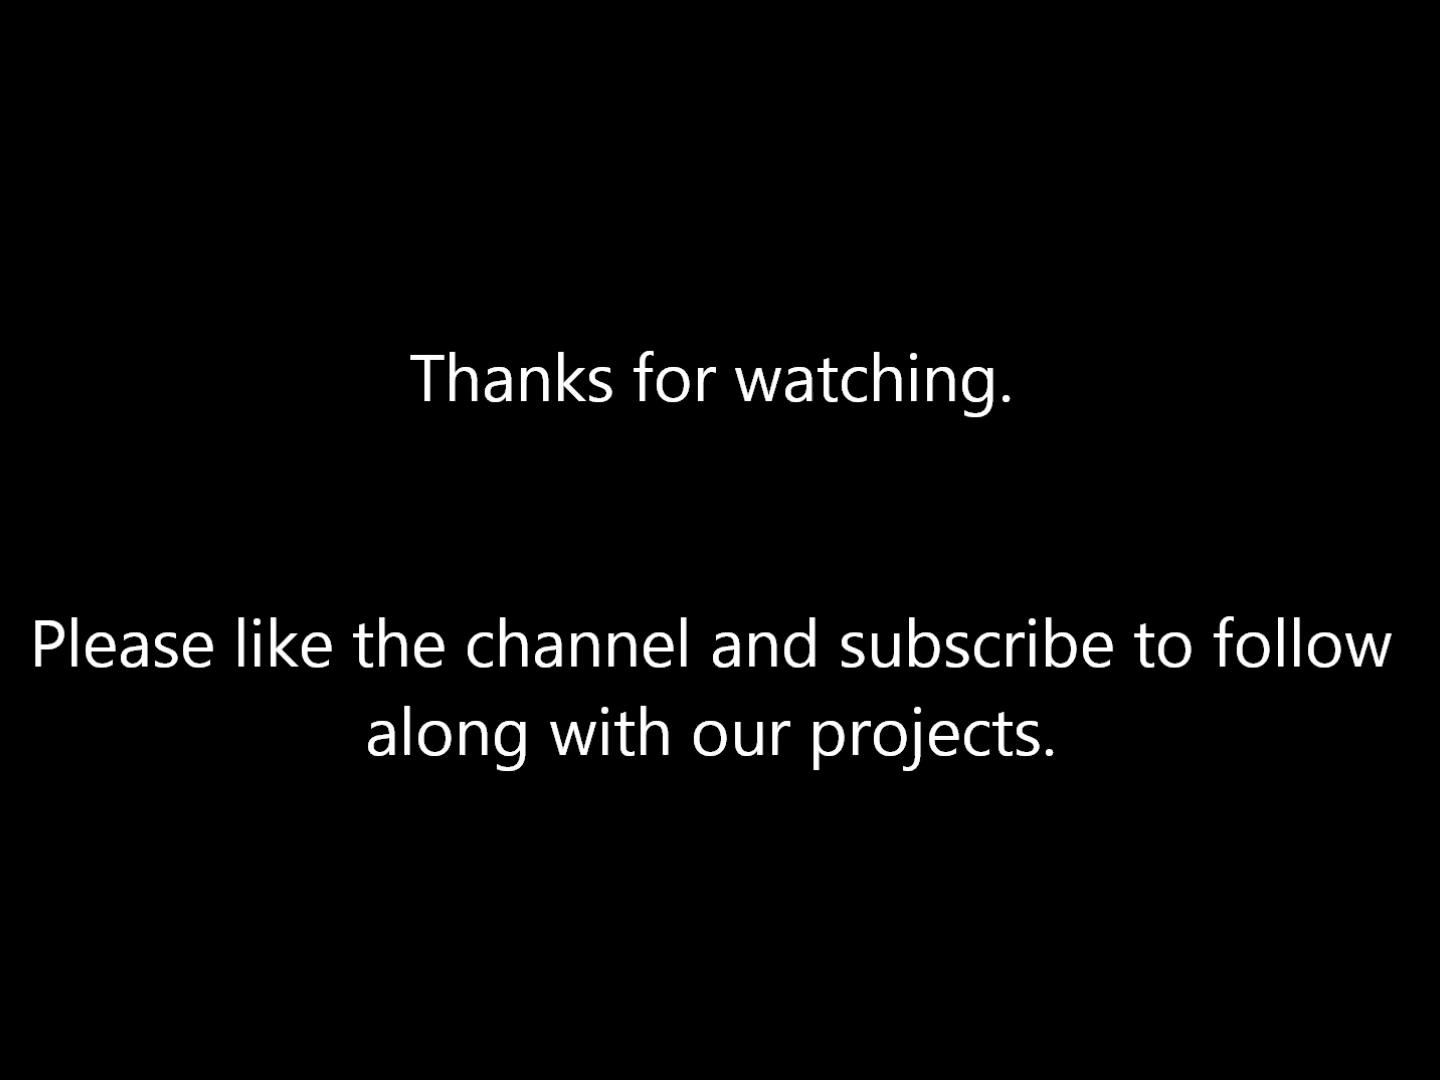 Thanks for watching.
Please like the channel and subscribe to follow
along with our projects.